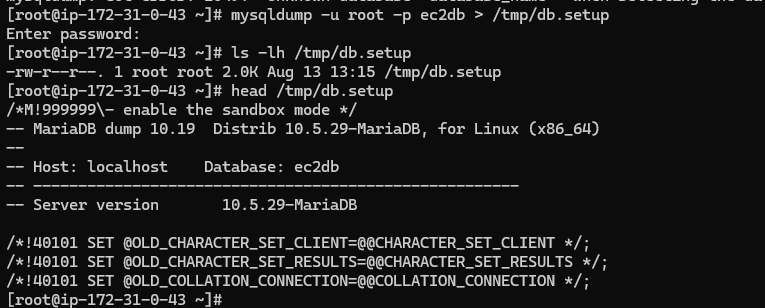 [root@ip-172-31-0-43 ~]# mysqldump -u root -p ec2db > /tmp/db.setup
Enter password:
[root@ip-172-31-0-43 ~]# ls -lh /tmp/db.setup
-rw-r--r--. 1 root root 2.0K Aug 13 13:15 /tmp/db.setup
[root@ip-172-31-0-43 ~]# head /tmp/db.setup
/*M!999999\- enable the sandbox mode */
-- MariaDB dump 10.19  Distrib 10.5.29-MariaDB, for Linux (x86_64)
--
-- Host: localhost    Database: ec2db
-- ------------------------------------------------------
-- Server version       10.5.29-MariaDB

/*!40101 SET @OLD_CHARACTER_SET_CLIENT=@@CHARACTER_SET_CLIENT */;
/*!40101 SET @OLD_CHARACTER_SET_RESULTS=@@CHARACTER_SET_RESULTS */;
/*!40101 SET @OLD_COLLATION_CONNECTION=@@COLLATION_CONNECTION */;
[root@ip-172-31-0-43 ~]#